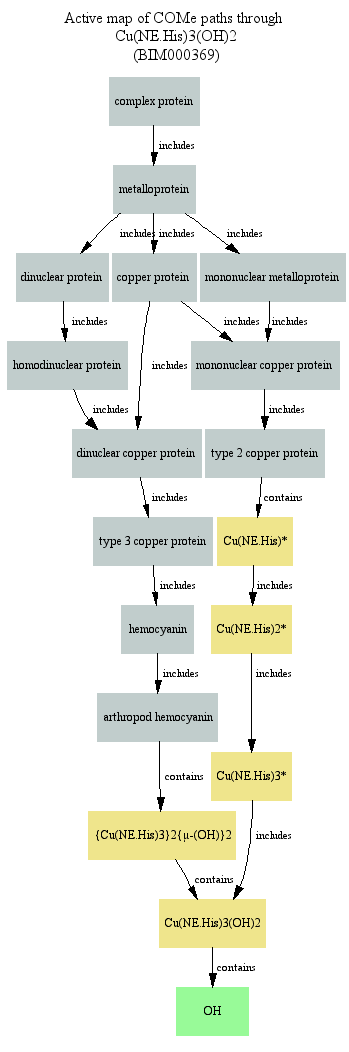 Active map of COMe paths through
Cu(NE.His)3(OH)2
(BIM000369)
complex protein
includes
metalloprotein
includes includes includes
dinuclear protein copper protein mononuclear metalloprotein
includes includes includes
homodinuclear protein includes mononuclear copper protein
includes includes
dinuclear copper protein type 2 copper protein
includes contains
type 3 copper protein Cu(NE.His)*
includes includes
hemocyanin Cu(NE.His)2*
includes includes
arthropod hemocyanin
contains Cu(NE.His)3*
{Cu(NE.His)3}2{μ-(OH)}2 includes
contains
Cu(NE.His)3(OH)2
contains
OH